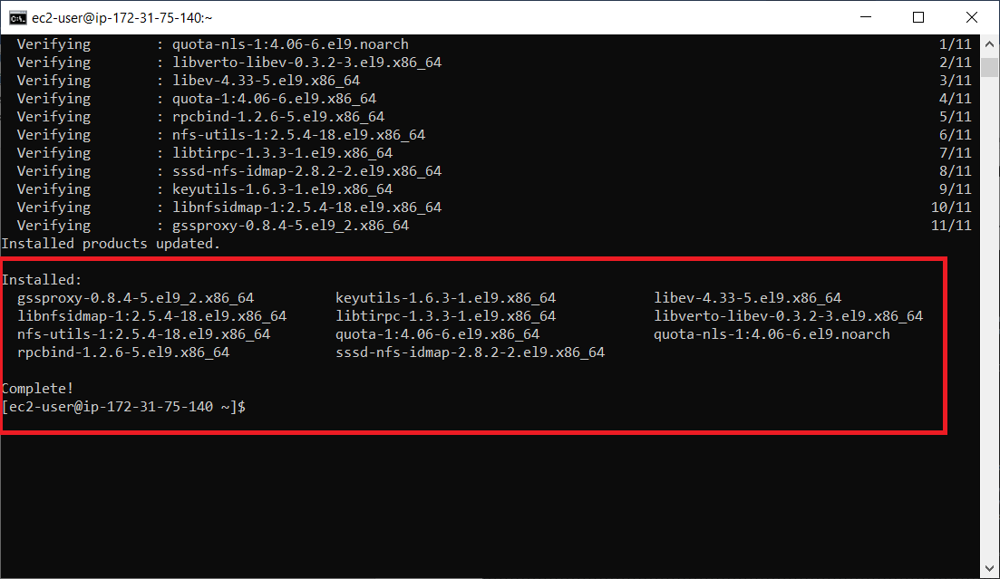 ec2-user@ip-172-31-75-140:~
  Verifying        : quota-nls-1:4.06-6.el9.noarch                                                                 1/11
  Verifying        : libverto-libev-0.3.2-3.el9.x86_64                                                             2/11
  Verifying        : libev-4.33-5.el9.x86_64                                                                       3/11
  Verifying        : quota-1:4.06-6.el9.x86_64                                                                     4/11
  Verifying        : rpcbind-1.2.6-5.el9.x86_64                                                                    5/11
  Verifying        : nfs-utils-1:2.5.4-18.el9.x86_64                                                               6/11
  Verifying        : libtirpc-1.3.3-1.el9.x86_64                                                                   7/11
  Verifying        : sssd-nfs-idmap-2.8.2-2.el9.x86_64                                                             8/11
  Verifying        : keyutils-1.6.3-1.el9.x86_64                                                                   9/11
  Verifying        : libnfsidmap-1:2.5.4-18.el9.x86_64                                                            10/11
  Verifying        : gssproxy-0.8.4-5.el9_2.x86_64                                                                11/11
Installed products updated.
Installed:
  gssproxy-0.8.4-5.el9_2.x86_64          keyutils-1.6.3-1.el9.x86_64            libev-4.33-5.el9.x86_64
  libnfsidmap-1:2.5.4-18.el9.x86_64      libtirpc-1.3.3-1.el9.x86_64            libverto-libev-0.3.2-3.el9.x86_64
  nfs-utils-1:2.5.4-18.el9.x86_64        quota-1:4.06-6.el9.x86_64              quota-nls-1:4.06-6.el9.noarch
  rpcbind-1.2.6-5.el9.x86_64             sssd-nfs-idmap-2.8.2-2.el9.x86_64
Complete!
[ec2-user@ip-172-31-75-140 ~]$